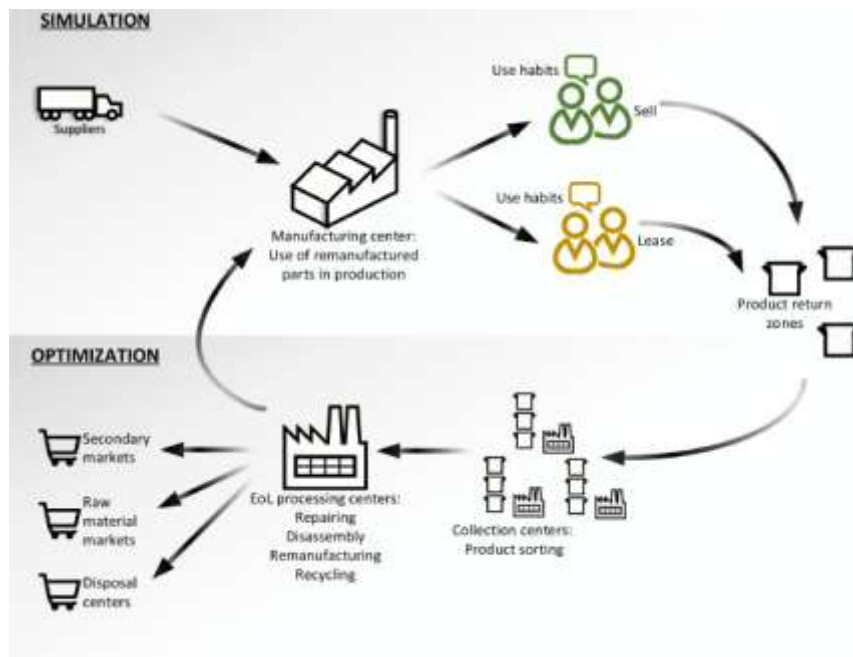 SIMULATION
Suppliers
Manufacturing center:
Use of remanufactured
parts in production
Use habits
Sell
Use habits
Lease
Product return
zones
OPTIMIZATION
Secondary
markets
Raw
material
markets
Disposal
centers
EoL processing centers:
Repairing
Disassembly
Remanufacturing
Recycling
Collection centers:
Product sorting